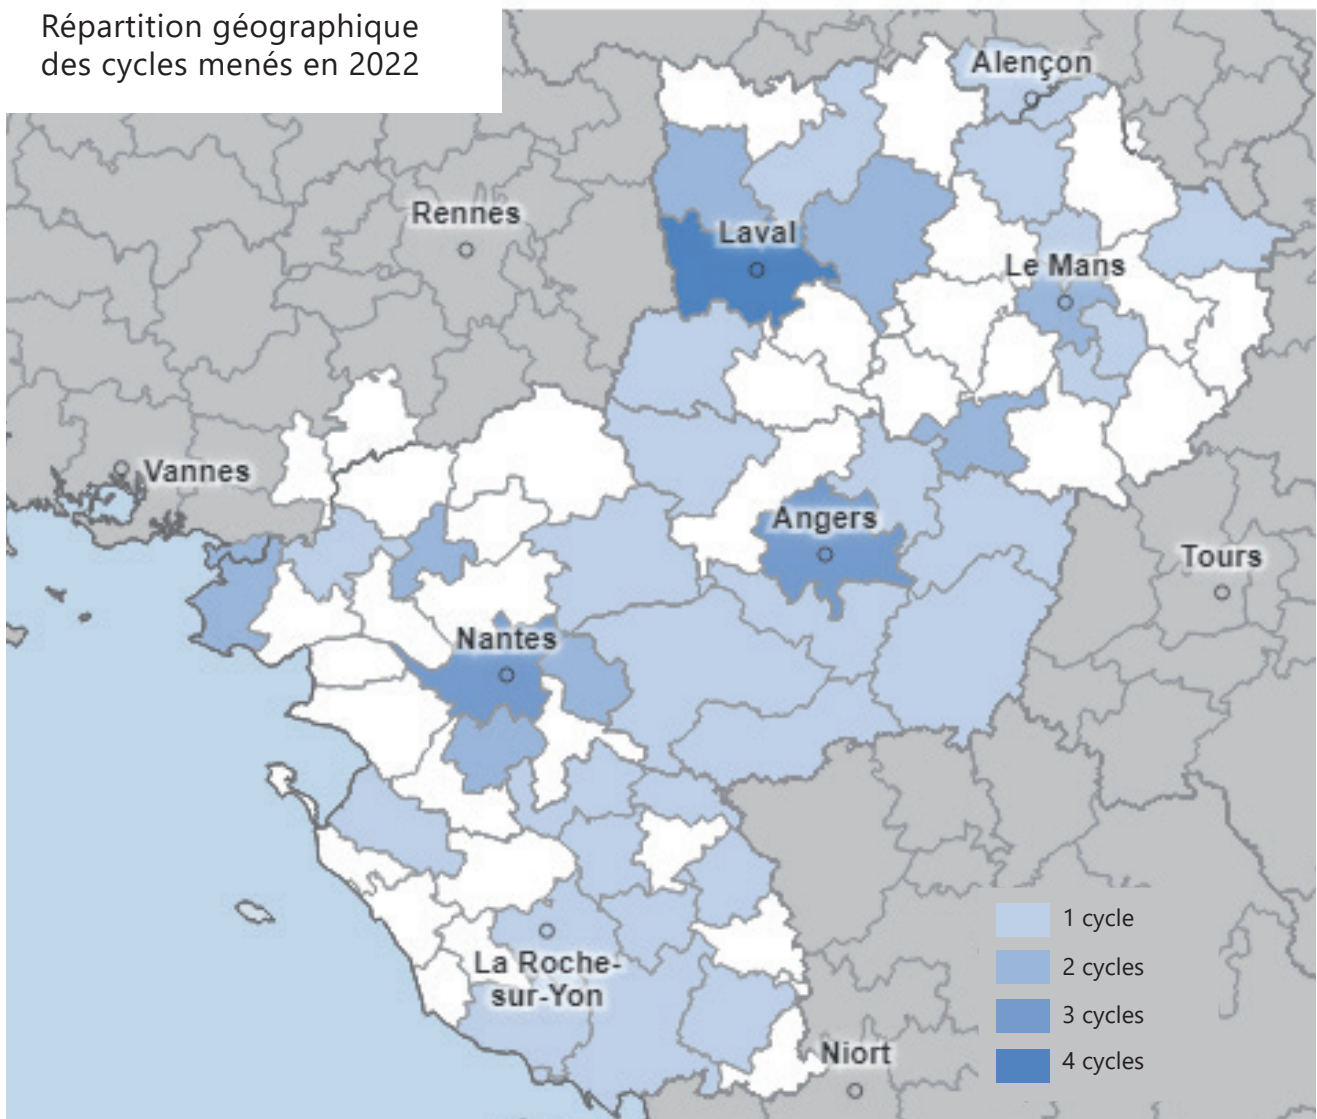 Répartition géographique
des cycles menés en 2022
Alençon
Rennes
Laval
Le Mans
Vannes
Angers
Tours
Nantes
La Roche-
sur-Yon
Niort
1 cycle
2 cycles
3 cycles
4 cycles